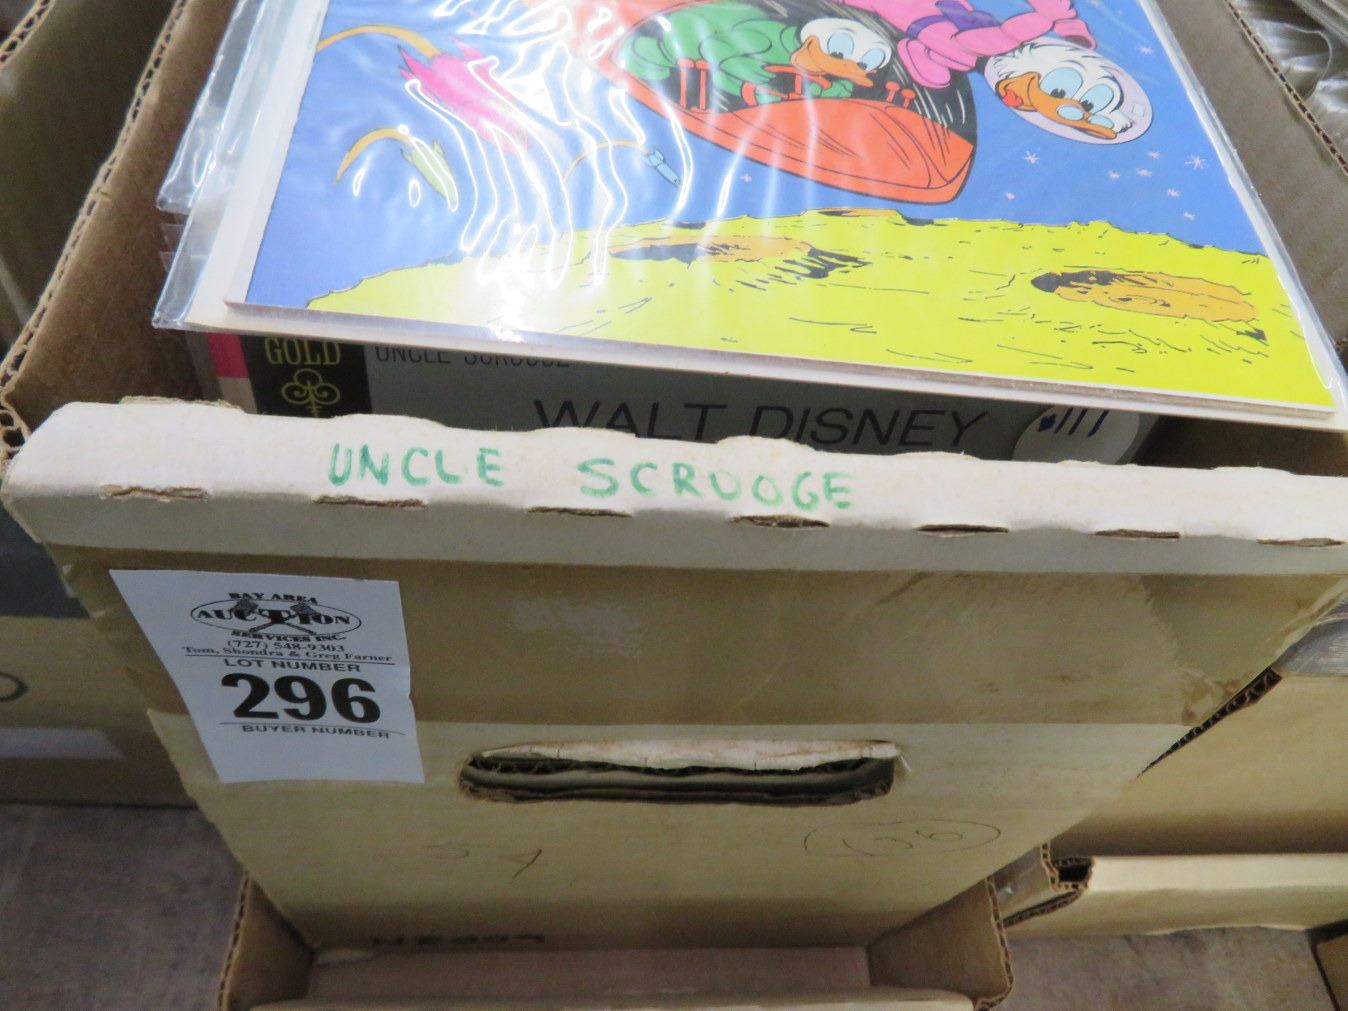 GOLD
UNCLE SCROOGE
WALT DISNEY
111
UNCLE SCROOGE
BAY AREA
AUCTION
SERVICES INC.
(727) 548-9303
Tom, Shondra & Greg Farner
LOT NUMBER
296
BUYER NUMBER
136